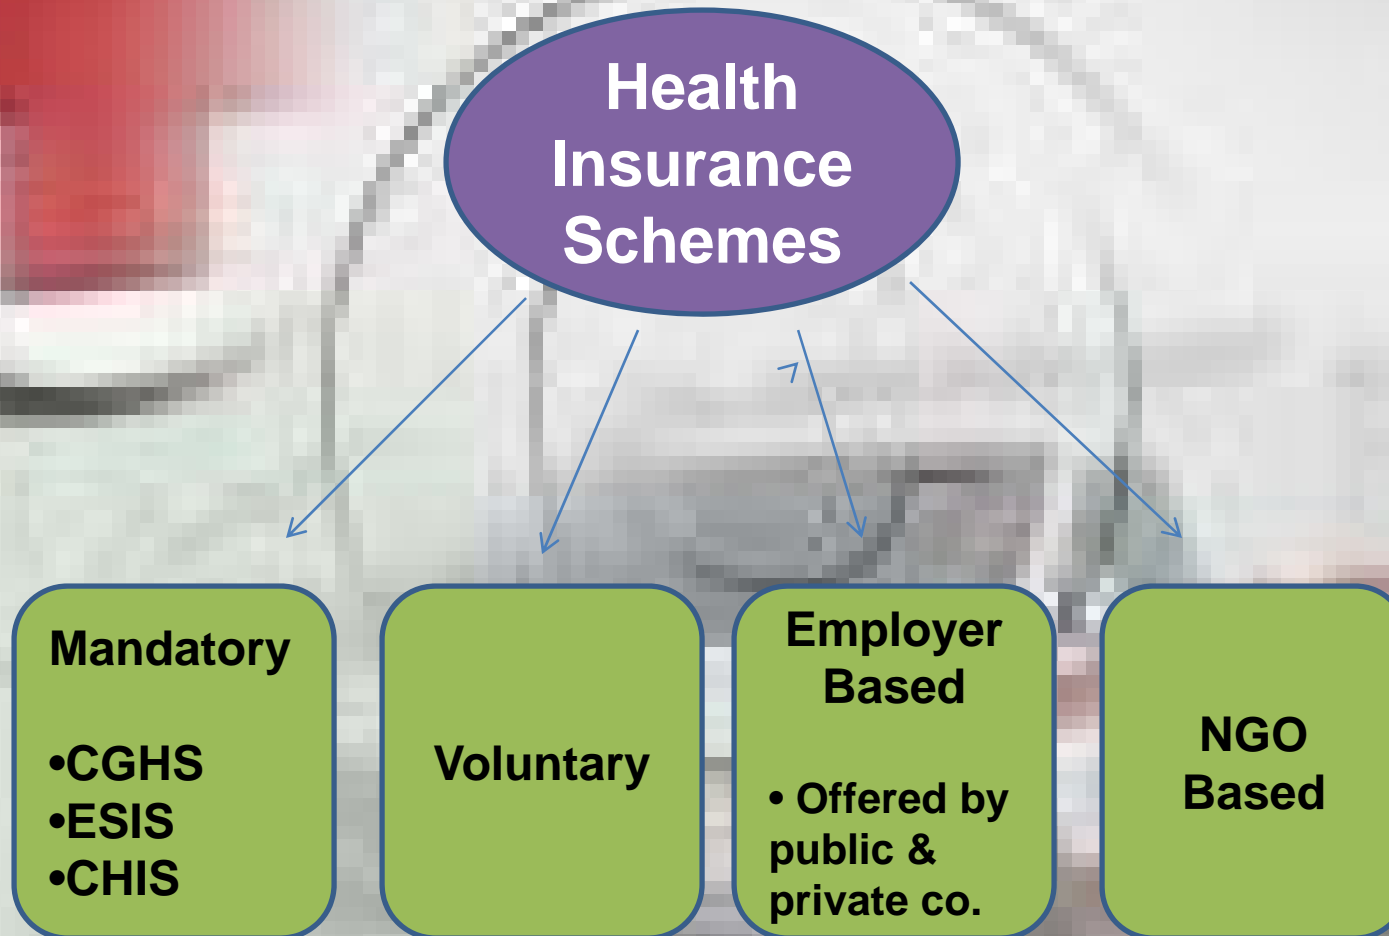 Health
Insurance
Schemes
Mandatory
•CGHS
•ESIS
•CHIS
Voluntary
Employer
Based
• Offered by
public &
private co.
NGO
Based